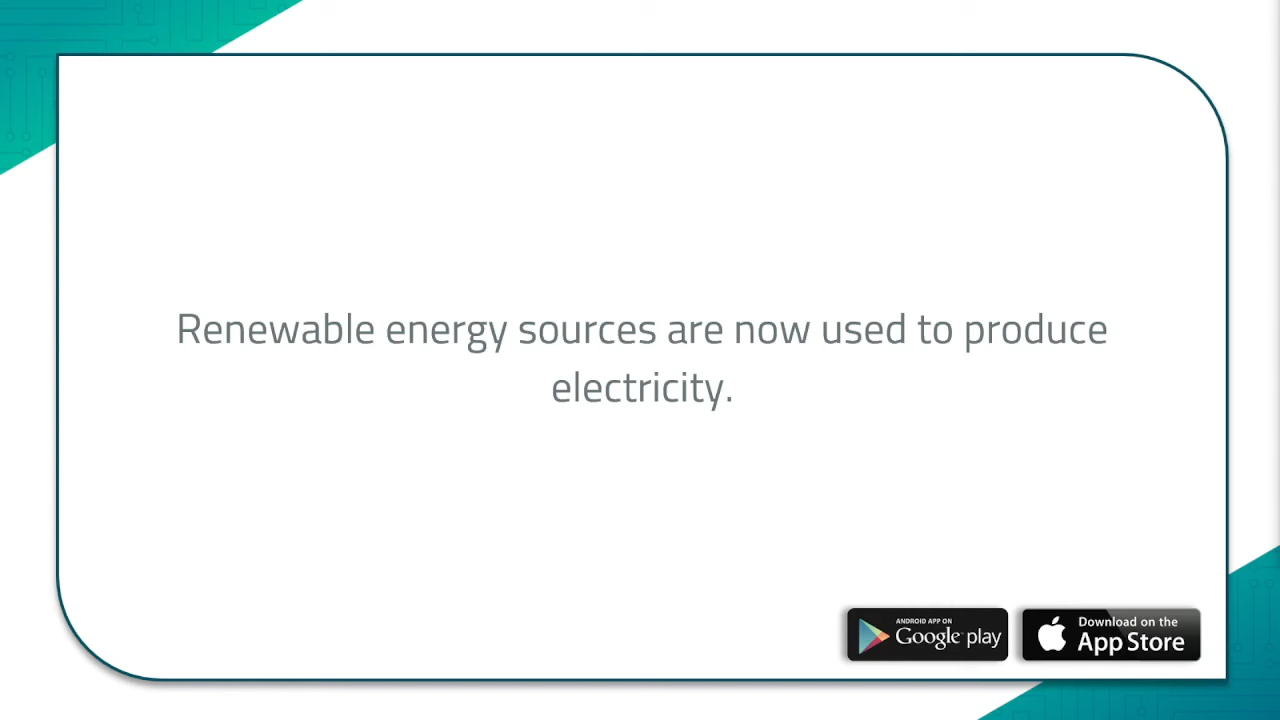 Renewable energy sources are now used to produce
electricity.
ANDROID APP ON
Google play
Download on the
App Store